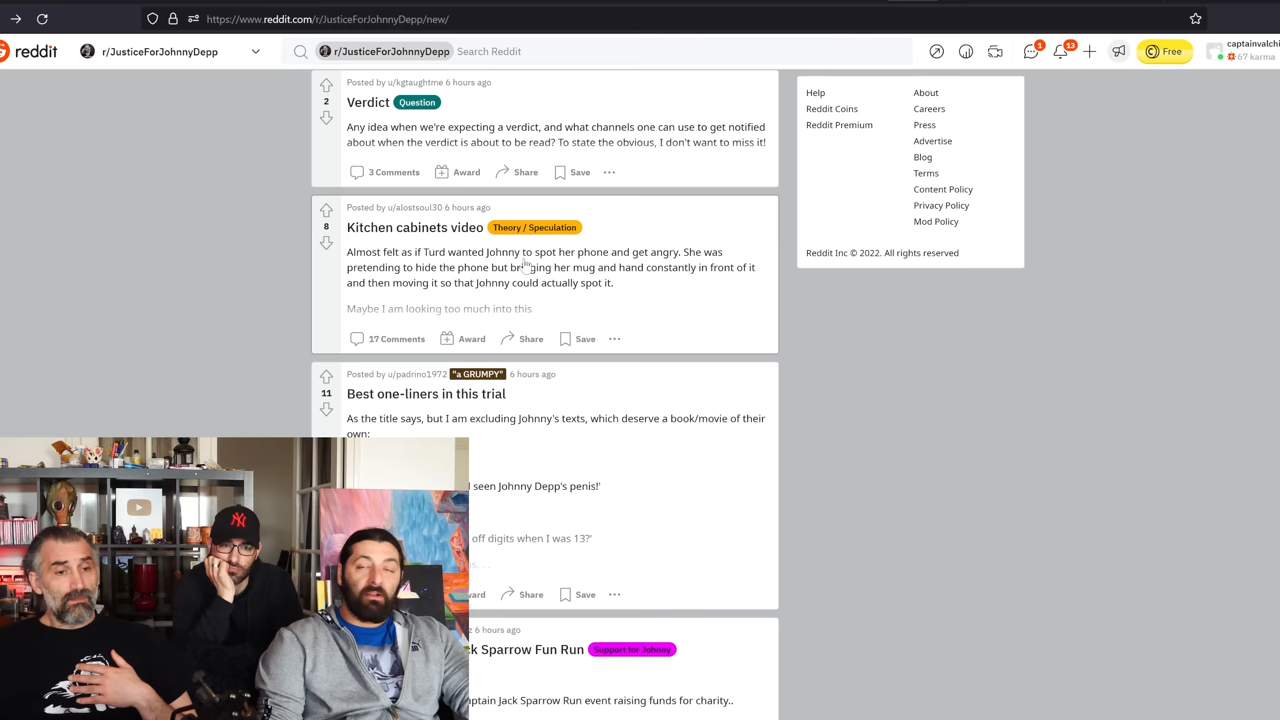 https://www.reddit.com/r/JusticeForJohnnyDepp/new/
reddit
r/JusticeForJohnnyDepp
r/JusticeForJohnnyDepp
Search Reddit
1
13
Free
captainvalchi
67 karma
Posted by u/kgtaughtme 6 hours ago
2
Verdict
Question
Any idea when we're expecting a verdict, and what channels one can use to get notified
about when the verdict is about to be read? To state the obvious, I don't want to miss it!
3 Comments
Award
Share
Save
Posted by u/alostsoul30 6 hours ago
8
Kitchen cabinets video
Theory / Speculation
Almost felt as if Turd wanted Johnny to spot her phone and get angry. She was
pretending to hide the phone but bringing her mug and hand constantly in front of it
and then moving it so that Johnny could actually spot it.
Maybe I am looking too much into this
17 Comments
Award
Share
Save
Posted by u/padrino1972 "a GRUMPY" 6 hours ago
11
Best one-liners in this trial
As the title says, but I am excluding Johnny's texts, which deserve a book/movie of their
own:
seen Johnny Depp's penis!'
off digits when I was 13?'
ward
Share
Save
6 hours ago
ck Sparrow Fun Run
Support for Johnny
ptain Jack Sparrow Run event raising funds for charity..
Help
Reddit Coins
Reddit Premium
About
Careers
Press
Advertise
Blog
Terms
Content Policy
Privacy Policy
Mod Policy
Reddit Inc © 2022. All rights reserved